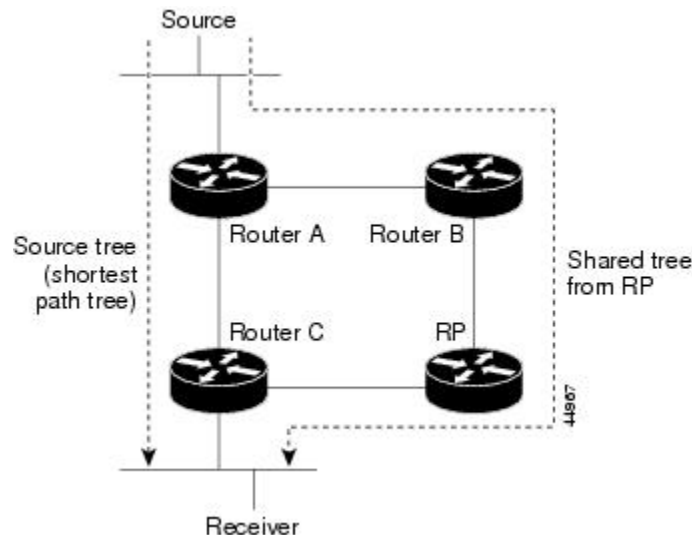 Source
Router A
Router B
Source tree
(shortest
path tree)
Shared tree
from RP
Router C
RP
44967
Receiver